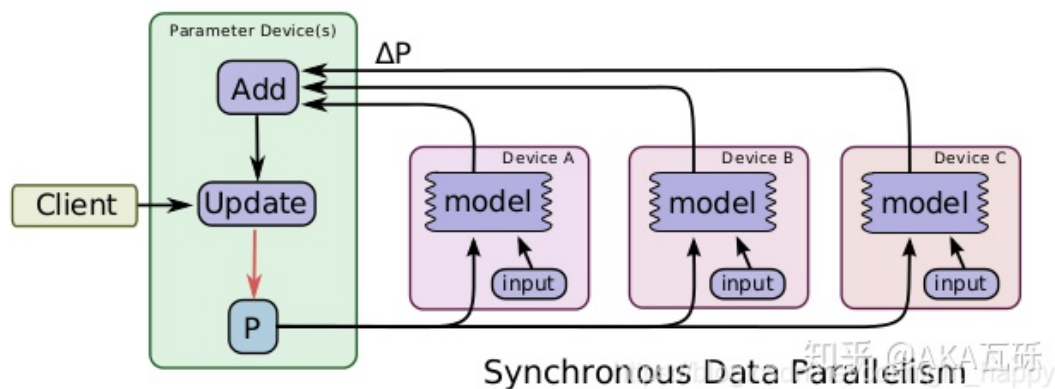 Parameter Device(s)
ΔP
Add
Device A
Device B
Device C
Client
Update
model
model
model
input
input
input
P
Synchronous Data Parallelism
知乎 @AKA瓦砾